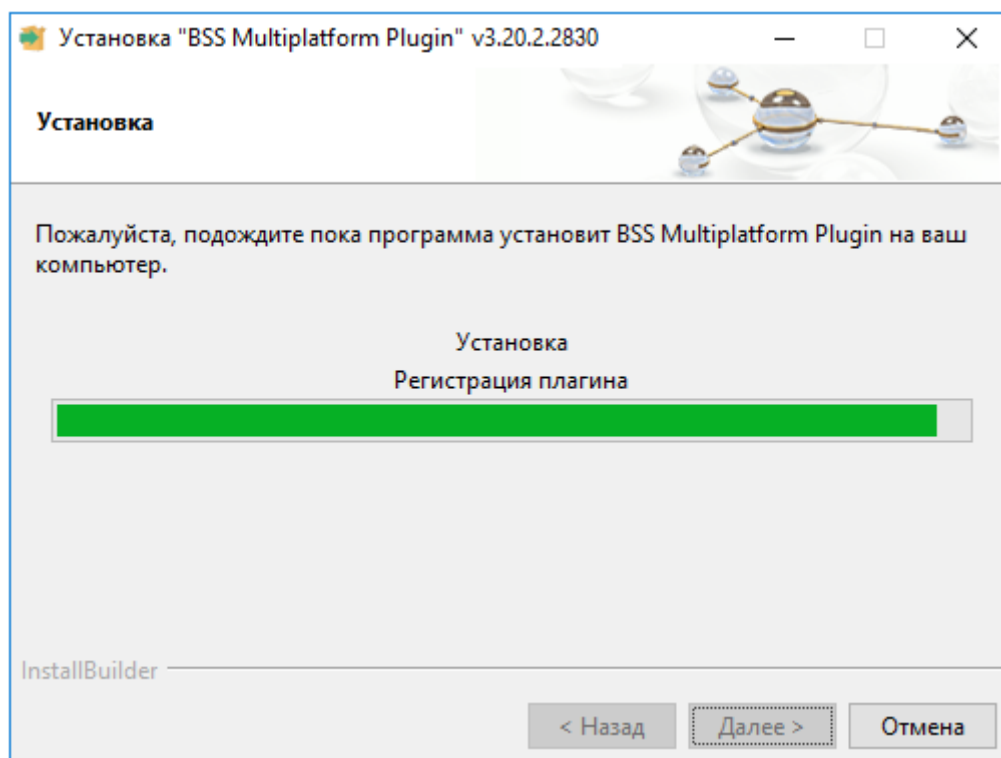 Установка "BSS Multiplatform Plugin" v3.20.2.2830
Установка
Пожалуйста, подождите пока программа установит BSS Multiplatform Plugin на ваш
компьютер.
Установка
Регистрация плагина
InstallBuilder
< Назад Далее > Отмена